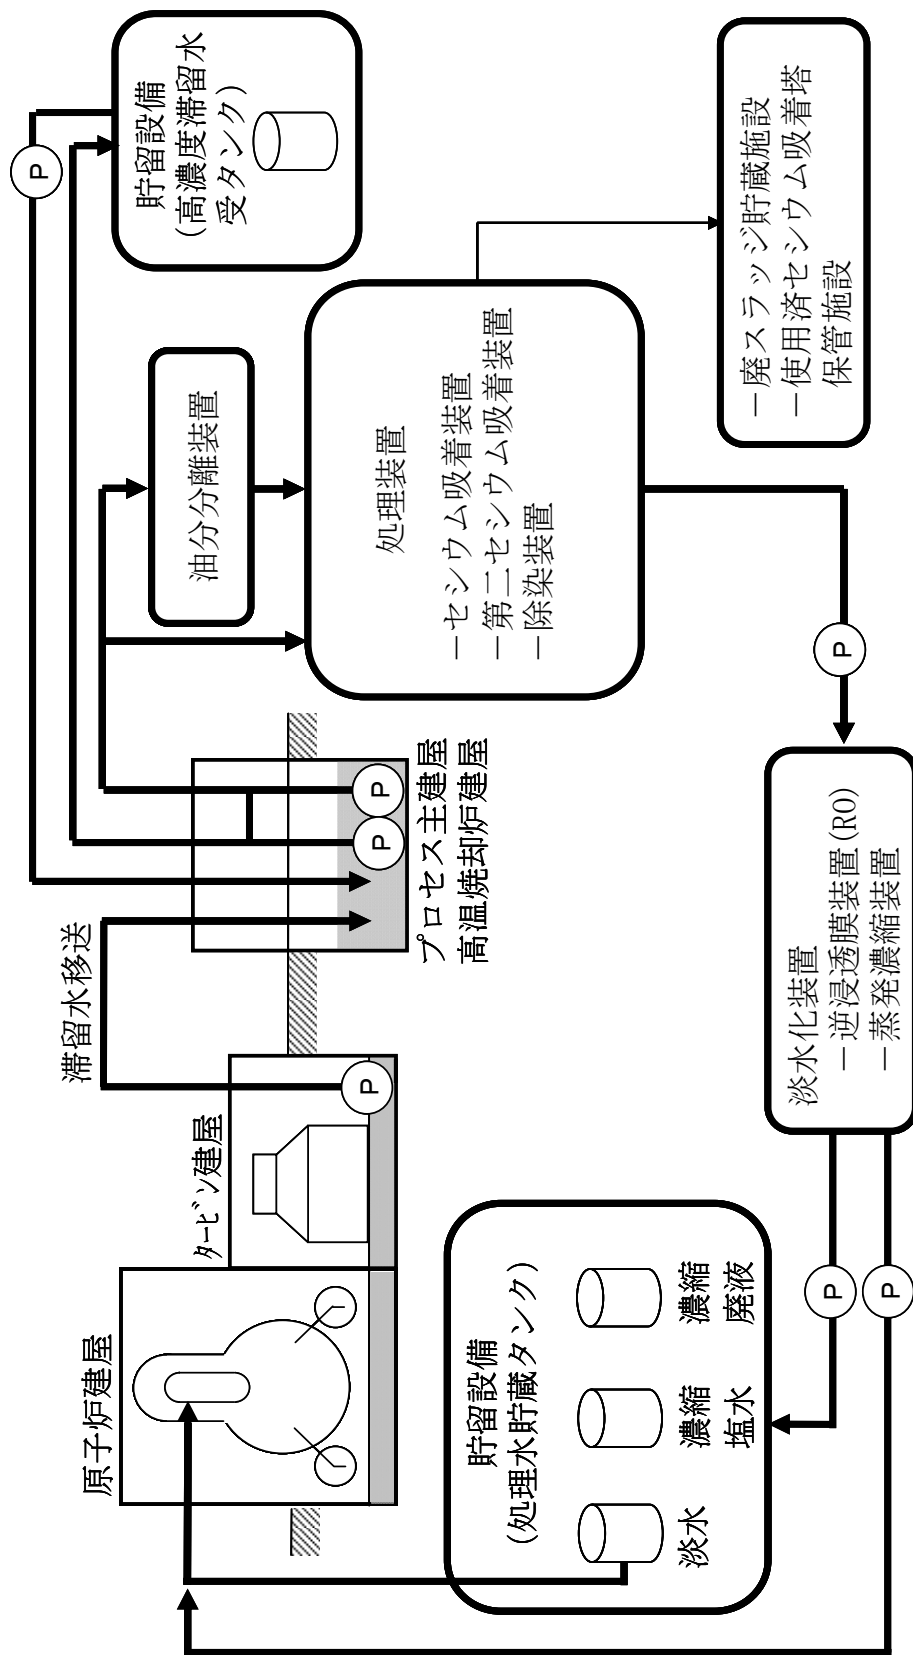 原子炉建屋
タービン建屋
滞留水移送
P
プロセス主建屋
高温焼却炉建屋
P
P
P
貯留設備
(高濃度滞留水
受タンク)
油分分離装置
処理装置
－セシウム吸着装置
－第二セシウム吸着装置
－除染装置
－廃スラッジ貯蔵施設
－使用済セシウム吸着塔
保管施設
P
淡水化装置
－逆浸透膜装置(RO)
－蒸発濃縮装置
P
P
貯留設備
(処理水貯蔵タンク)
淡水
濃縮
塩水
濃縮
廃液